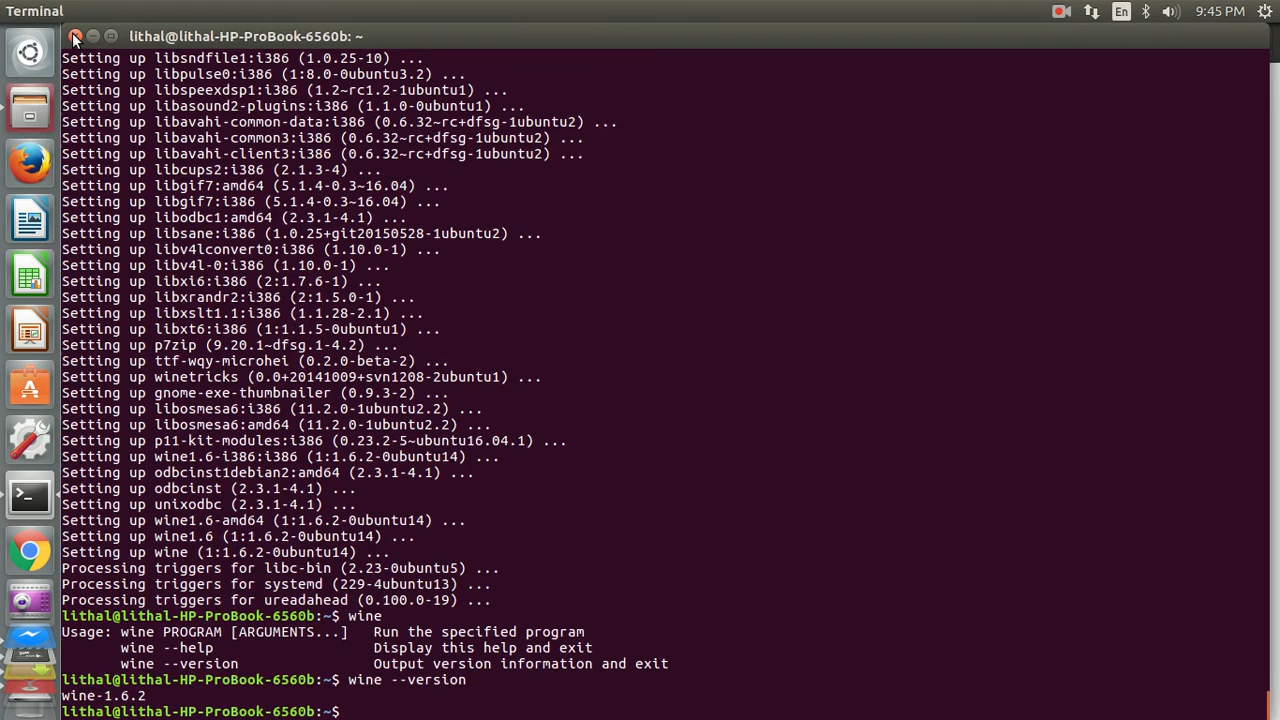 Terminal
En
9:45 PM
lithal@lithal-HP-ProBook-6560b: ~
Setting up libsndfile1:i386 (1.0.25-10) ...
Setting up libpulse0:i386 (1:8.0-0ubuntu3.2) ...
Setting up libspeexdsp1:i386 (1.2~rc1.2-1ubuntu1) ...
Setting up libasound2-plugins:i386 (1.1.0-0ubuntu1) ...
Setting up libavahi-common-data:i386 (0.6.32~rc+dfsg-1ubuntu2) ...
Setting up libavahi-common3:i386 (0.6.32~rc+dfsg-1ubuntu2) ...
Setting up libavahi-client3:i386 (0.6.32~rc+dfsg-1ubuntu2) ...
Setting up libcups2:i386 (2.1.3-4) ...
Setting up libgif7:amd64 (5.1.4-0.3~16.04) ...
Setting up libgif7:i386 (5.1.4-0.3~16.04) ...
Setting up libodbc1:amd64 (2.3.1-4.1) ...
Setting up libsane:i386 (1.0.25+git20150528-1ubuntu2) ...
Setting up libv4lconvert0:i386 (1.10.0-1) ...
Setting up libv4l-0:i386 (1.10.0-1) ...
Setting up libxi6:i386 (2:1.7.6-1) ...
Setting up libxrandr2:i386 (2:1.5.0-1) ...
Setting up libxslt1.1:i386 (1.1.28-2.1) ...
Setting up libxt6:i386 (1:1.1.5-0ubuntu1) ...
Setting up p7zip (9.20.1~dfsg.1-4.2) ...
Setting up ttf-wqy-microhei (0.2.0-beta-2) ...
Setting up winetricks (0.0+20141009+svn1208-2ubuntu1) ...
Setting up gnome-exe-thumbnailer (0.9.3-2) ...
Setting up libosmesa6:i386 (11.2.0-1ubuntu2.2) ...
Setting up libosmesa6:amd64 (11.2.0-1ubuntu2.2) ...
Setting up p11-kit-modules:i386 (0.23.2-5~ubuntu16.04.1) ...
Setting up wine1.6-i386:i386 (1:1.6.2-0ubuntu14) ...
Setting up odbcinst1debian2:amd64 (2.3.1-4.1) ...
Setting up odbcinst (2.3.1-4.1) ...
Setting up unixodbc (2.3.1-4.1) ...
Setting up wine1.6-amd64 (1:1.6.2-0ubuntu14) ...
Setting up wine1.6 (1:1.6.2-0ubuntu14) ...
Setting up wine (1:1.6.2-0ubuntu14) ...
Processing triggers for libc-bin (2.23-0ubuntu5) ...
Processing triggers for systemd (229-4ubuntu13) ...
Processing triggers for ureadahead (0.100.0-19) ...
lithal@lithal-HP-ProBook-6560b:~$ wine
Usage: wine PROGRAM [ARGUMENTS...]   Run the specified program
       wine --help                   Display this help and exit
       wine --version                Output version information and exit
lithal@lithal-HP-ProBook-6560b:~$ wine --version
wine-1.6.2
lithal@lithal-HP-ProBook-6560b:~$